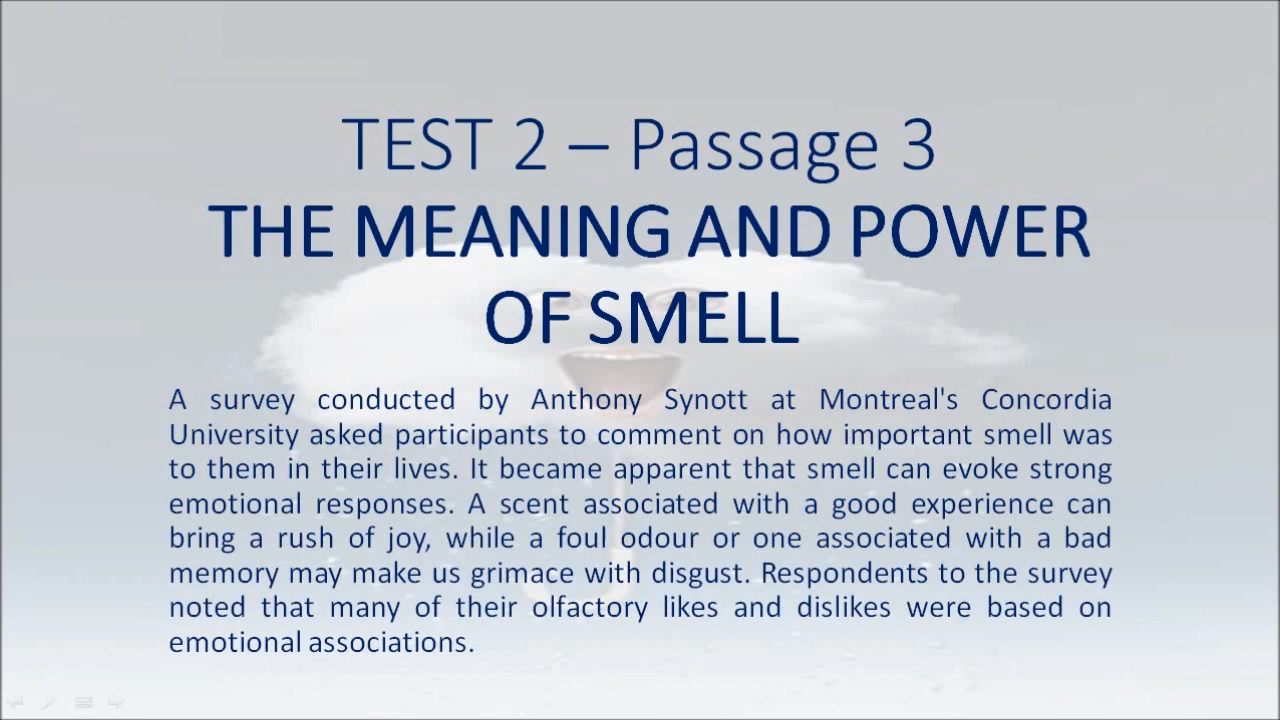 TEST 2 – Passage 3
THE MEANING AND POWER
OF SMELL
A survey conducted by Anthony Synott at Montreal's Concordia
University asked participants to comment on how important smell was
to them in their lives. It became apparent that smell can evoke strong
emotional responses. A scent associated with a good experience can
bring a rush of joy, while a foul odour or one associated with a bad
memory may make us grimace with disgust. Respondents to the survey
noted that many of their olfactory likes and dislikes were based on
emotional associations.